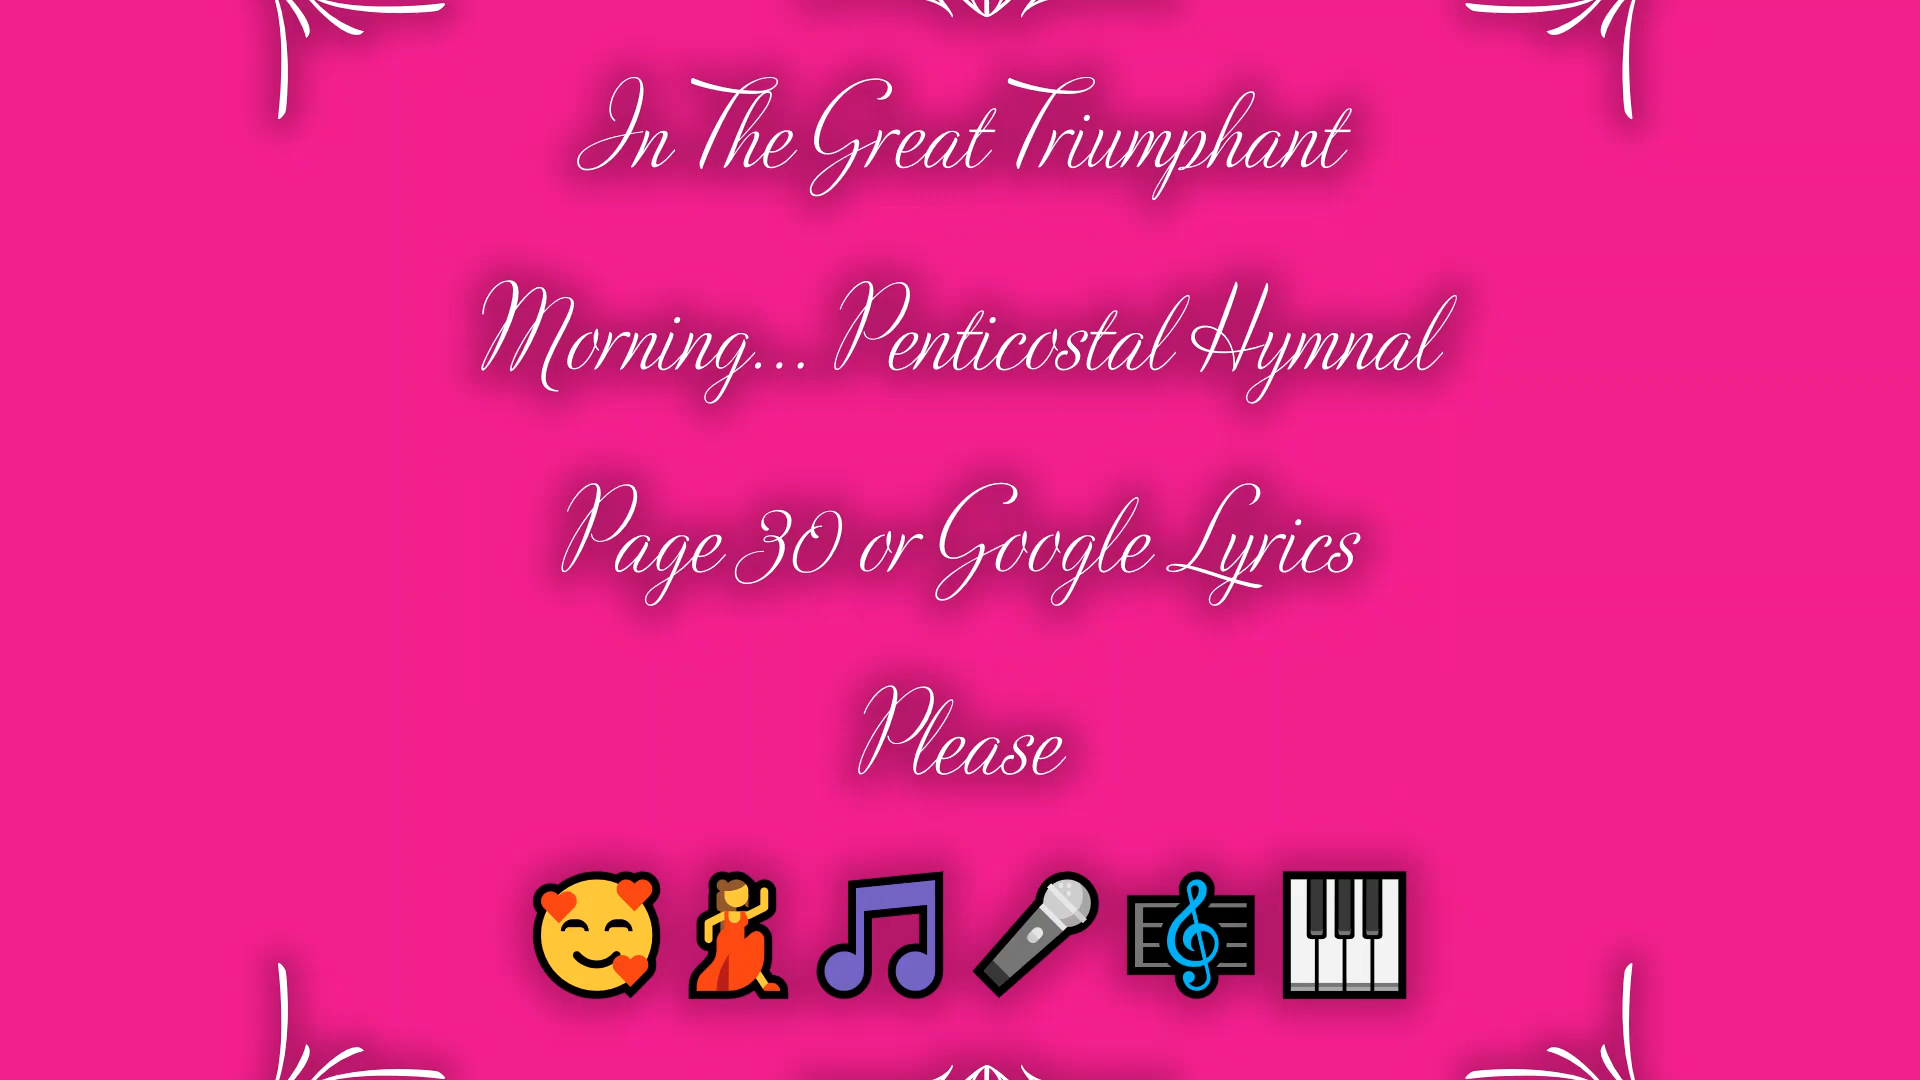 In The Great Triumphant
Morning... Penticostal Hymnal
Page 30 or Google Lyrics
Please
🥰💃🎵🎤🎼🎹